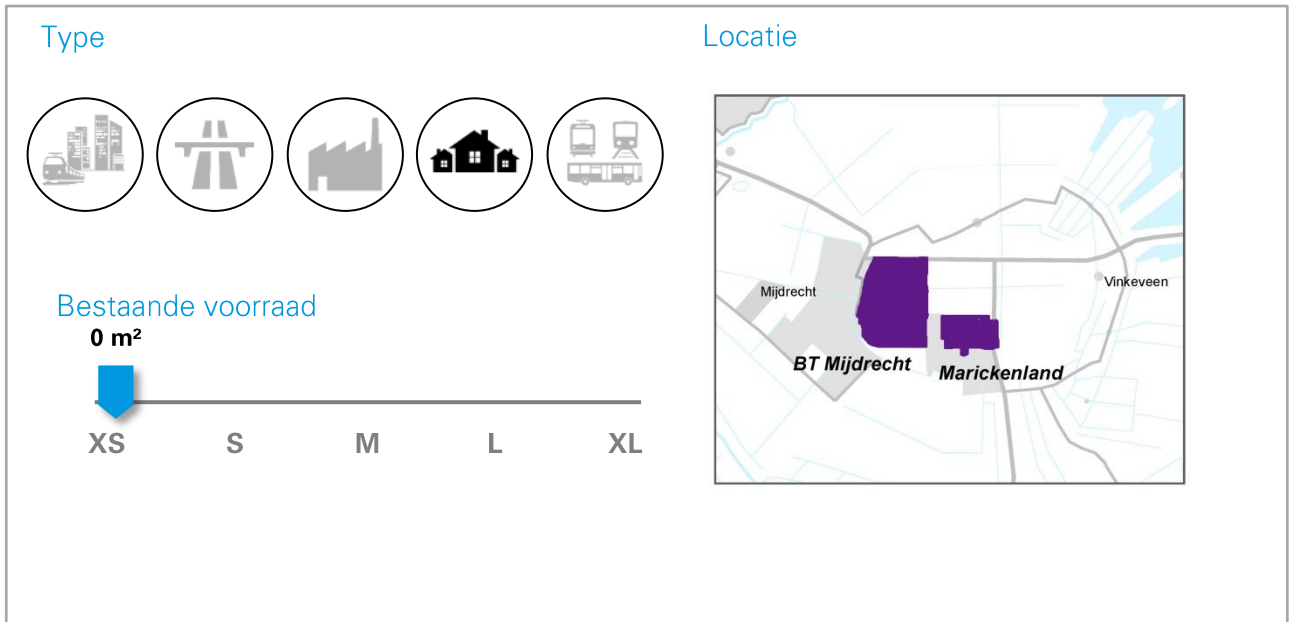 Type
Locatie
Bestaande voorraad
0 m²
XS S M L XL
Mijdrecht
Vinkeveen
BT Mijdrecht
Marickenland